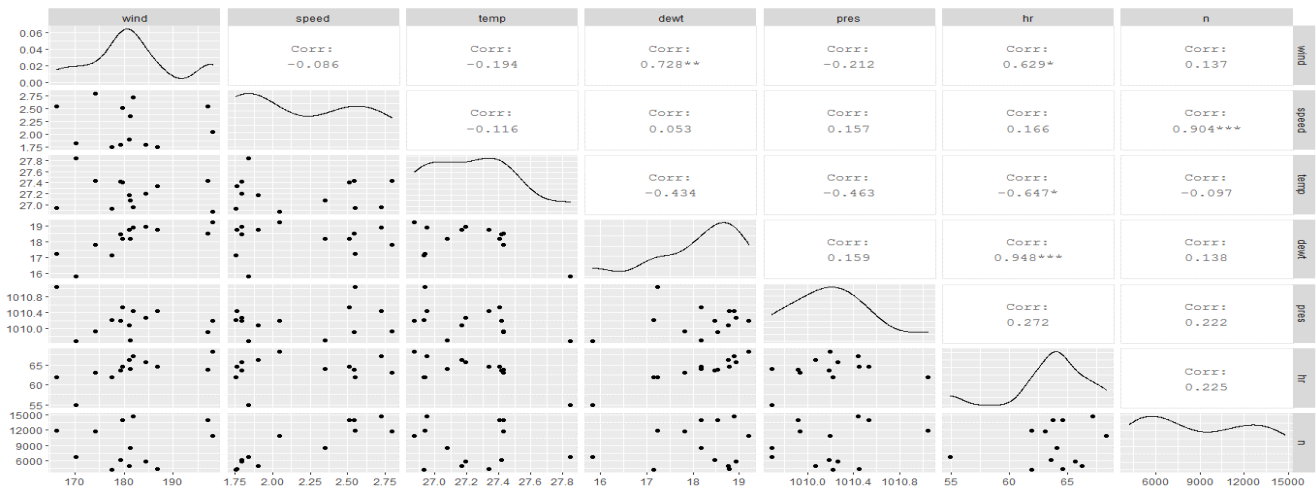 wind speed temp dewt pres hr n
0.06
0.04
0.02
0.00
Corr: Corr: Corr: Corr: Corr: Corr:
-0.086 -0.194 0.728** -0.212 0.629* 0.137
wind
2.75
2.50
2.25
2.00
1.75
Corr: Corr: Corr: Corr: Corr:
-0.116 0.053 0.157 0.166 0.904***
speed
27.8
27.6
27.4
27.2
27.0
Corr: Corr: Corr: Corr:
-0.434 -0.463 -0.647* -0.097
temp
19
18
17
16
Corr: Corr: Corr:
0.159 0.948*** 0.138
dewt
1010.8
1010.4
1010.0
Corr: Corr:
0.272 0.222
pres
65
60
55
Corr:
0.225
hr
15000
12000
9000
6000
n
170 180 190 1.75 2.00 2.25 2.50 2.75 27.0 27.2 27.4 27.6 27.8 16 17 18 19 1010.0 1010.4 1010.8 55 60 65 6000 9000 12000 15000